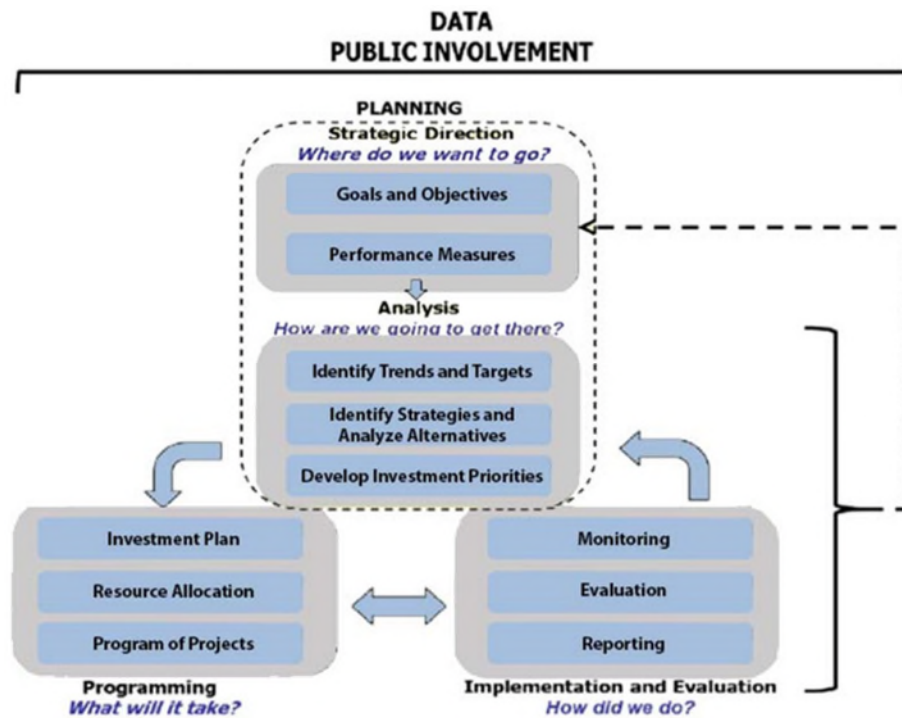 DATA
PUBLIC INVOLVEMENT
PLANNING
Strategic Direction
Where do we want to go?
Goals and Objectives
Performance Measures
Analysis
How are we going to get there?
Identify Trends and Targets
Identify Strategies and
Analyze Alternatives
Develop Investment Priorities
Investment Plan
Resource Allocation
Program of Projects
Programming
What will it take?
Monitoring
Evaluation
Reporting
Implementation and Evaluation
How did we do?